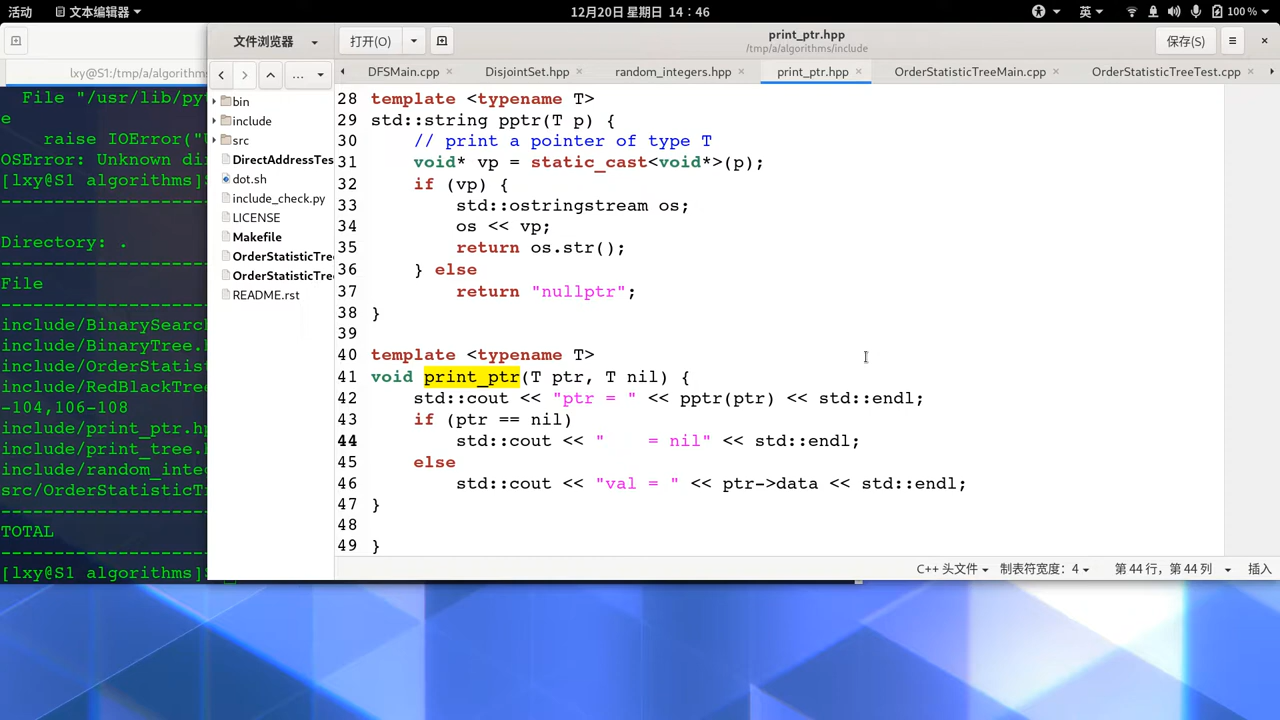 活动 文本编辑器 12月20日 星期日 14：46 英 100 %
文件浏览器 打开(O) print_ptr.hpp 保存(S)
/tmp/a/algorithms/include
lxy@S1:/tmp/a/algorithms
... DFSMain.cpp DisjointSet.hpp random_integers.hpp print_ptr.hpp OrderStatisticTreeMain.cpp OrderStatisticTreeTest.cpp
File "/usr/lib/pyt
e
raise IOError("U
OSError: Unknown di
[lxy@S1 algorithms]$
Directory: .
File
include/BinarySearch
include/BinaryTree.h
include/OrderStatist
include/RedBlackTree
-104,106-108
include/print_ptr.hp
include/print_tree.h
include/random_integ
src/OrderStatisticTr
TOTAL
[lxy@S1 algorithms]$
bin
include
src
DirectAddressTes
dot.sh
include_check.py
LICENSE
Makefile
OrderStatisticTre
OrderStatisticTre
README.rst
28 template <typename T>
29 std::string pptr(T p) {
30     // print a pointer of type T
31     void* vp = static_cast<void*>(p);
32     if (vp) {
33         std::ostringstream os;
34         os << vp;
35         return os.str();
36     } else
37         return "nullptr";
38 }
39
40 template <typename T>
41 void print_ptr(T ptr, T nil) {
42     std::cout << "ptr = " << pptr(ptr) << std::endl;
43     if (ptr == nil)
44         std::cout << "    = nil" << std::endl;
45     else
46         std::cout << "val = " << ptr->data << std::endl;
47 }
48
49 }
C++ 头文件 制表符宽度：4 第 44 行，第 44 列 插入